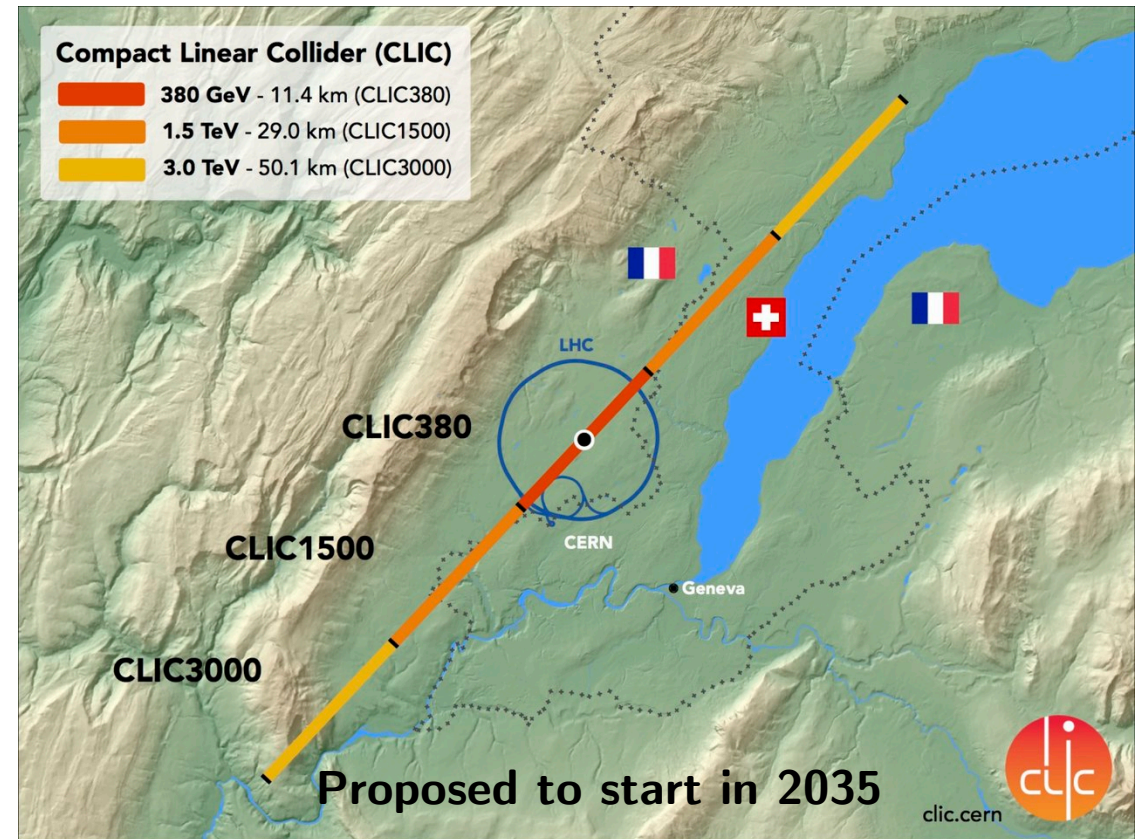 Compact Linear Collider (CLIC)
380 GeV - 11.4 km (CLIC380)
1.5 TeV - 29.0 km (CLIC1500)
3.0 TeV - 50.1 km (CLIC3000)
LHC
CLIC380
CLIC1500
CERN
Geneva
CLIC3000
Proposed to start in 2035
clic
clic.cern